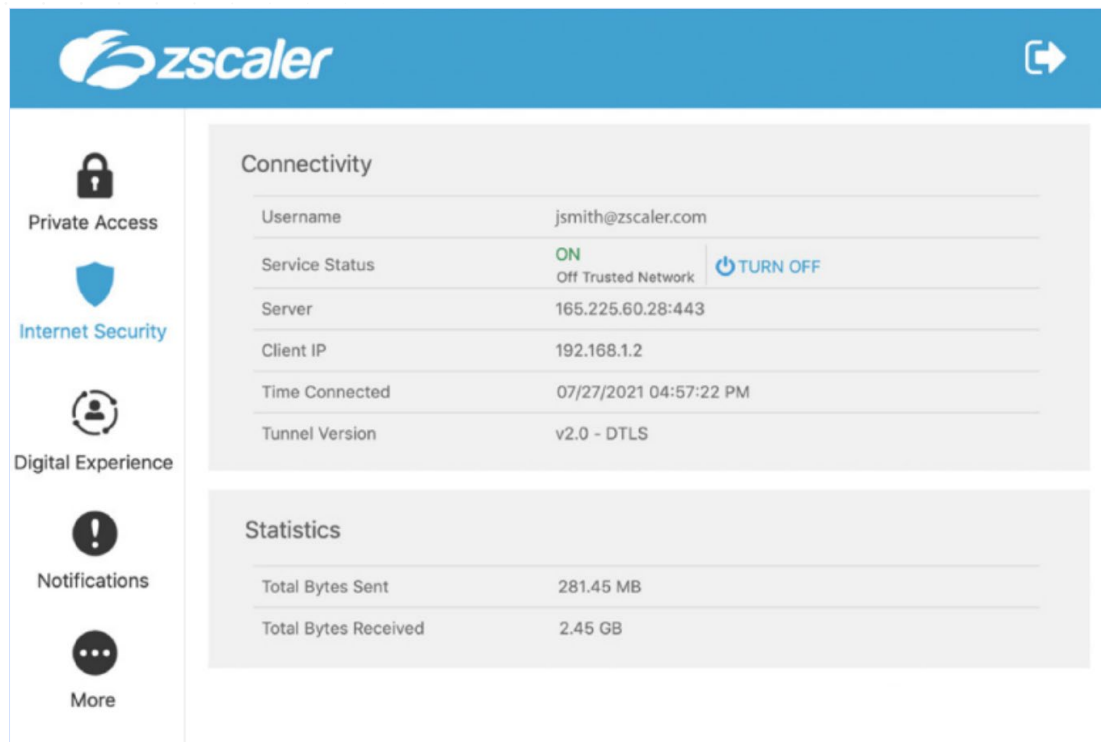 zscaler
Private Access
Internet Security
Digital Experience
Notifications
More
Connectivity
Username jsmith@zscaler.com
Service Status ON
Off Trusted Network TURN OFF
Server 165.225.60.28:443
Client IP 192.168.1.2
Time Connected 07/27/2021 04:57:22 PM
Tunnel Version v2.0 - DTLS
Statistics
Total Bytes Sent 281.45 MB
Total Bytes Received 2.45 GB